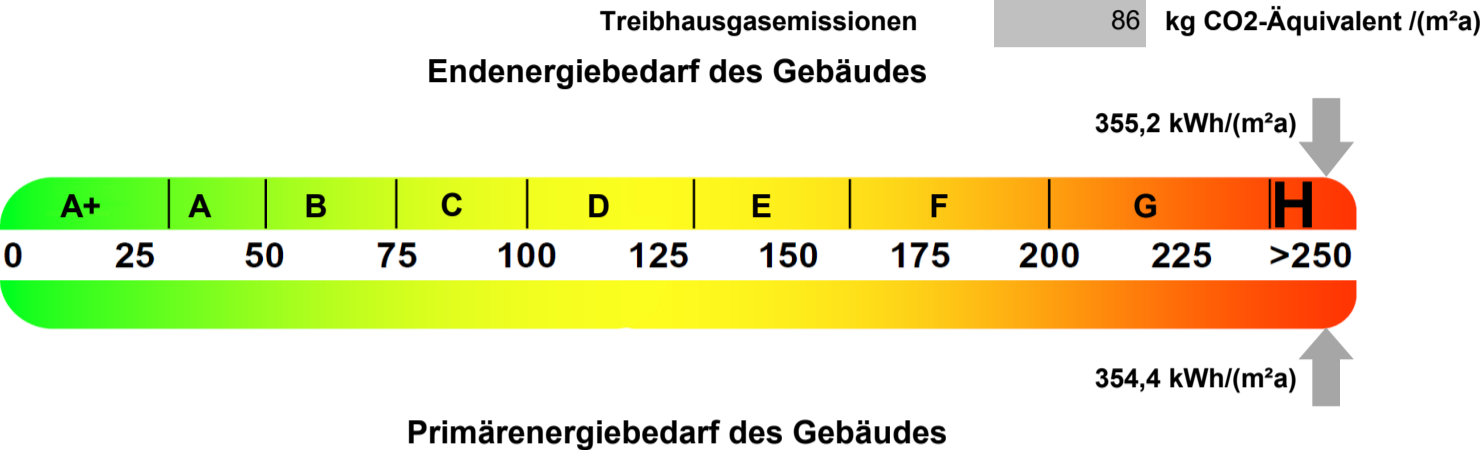 Treibhausgasemissionen 86 kg CO2-Äquivalent /(m²a)
Endenergiebedarf des Gebäudes
355,2 kWh/(m²a)
A+ A B C D E F G H
0 25 50 75 100 125 150 175 200 225 >250
354,4 kWh/(m²a)
Primärenergiebedarf des Gebäudes